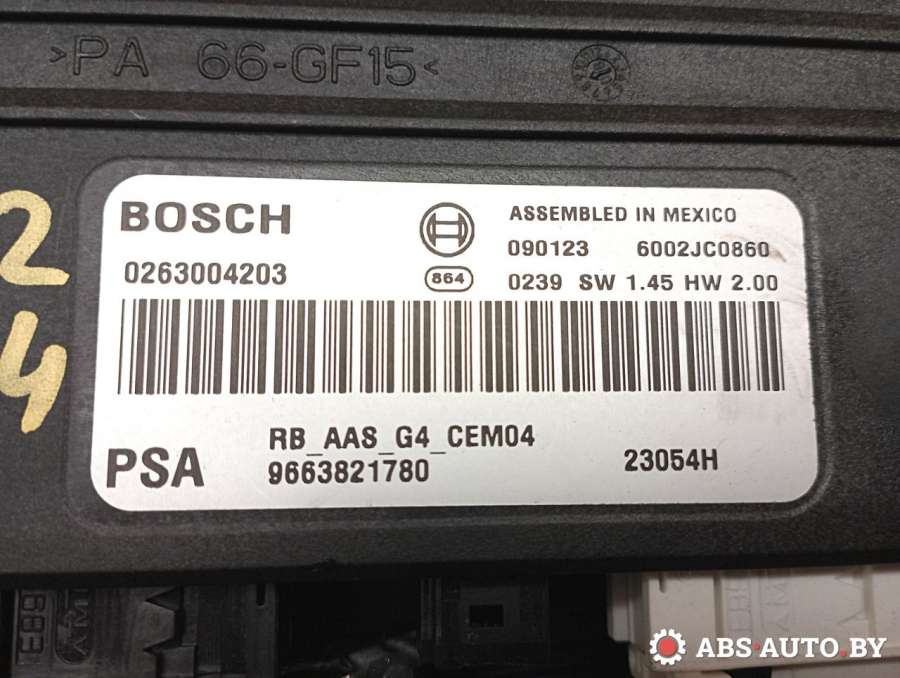 >PA 66-GF15<
2
4
BOSCH
ASSEMBLED IN MEXICO
090123 6002JC0860
0263004203
864
0239 SW 1.45 HW 2.00
RB_AAS_G4_CEM04
PSA
9663821780
23054H
ABS-AUTO.BY